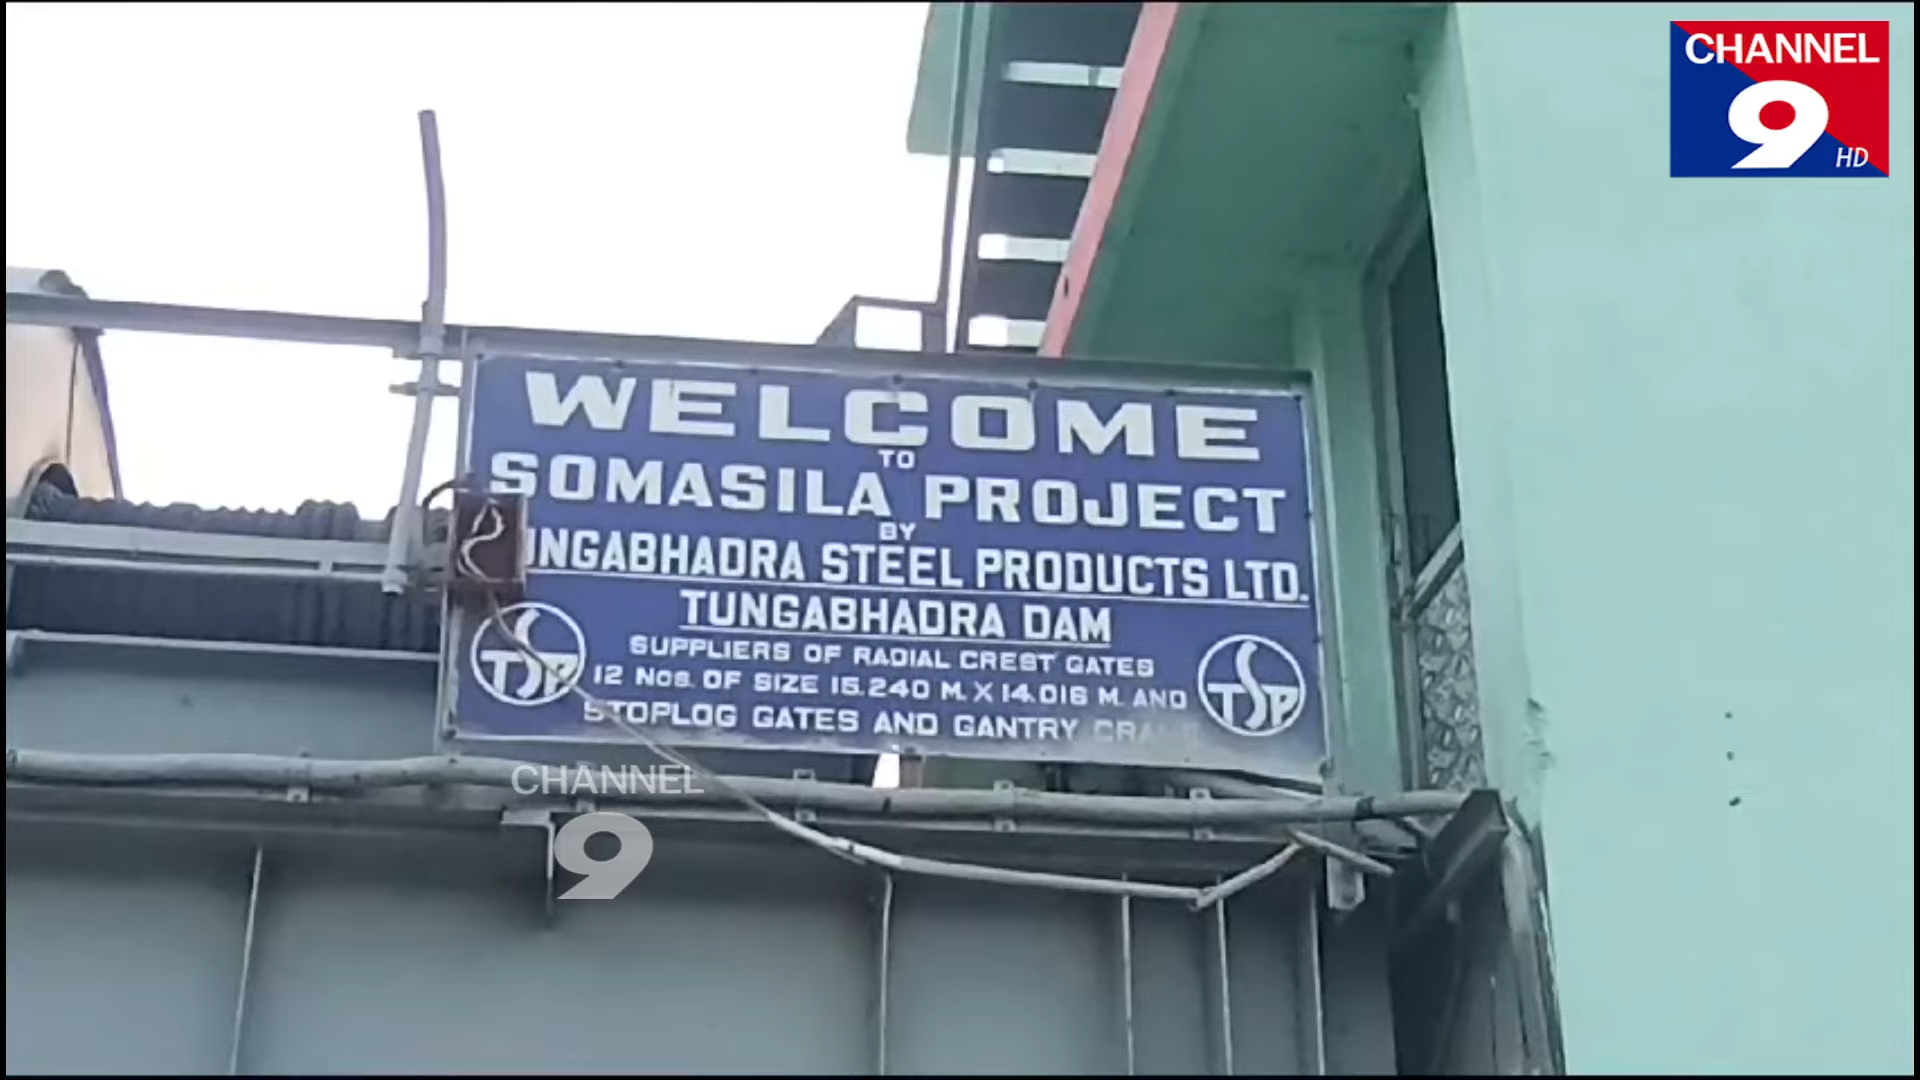 CHANNEL
9
HD
WELCOME
TO
SOMASILA PROJECT
BY
UNGABHADRA STEEL PRODUCTS LTD.
TUNGABHADRA DAM
SUPPLIERS OF RADIAL CREST GATES
12 Nos. OF SIZE 15.240 M. X 14.016 M. AND
STOPLOG GATES AND GANTRY
TSP
TSP
CHANNEL
9